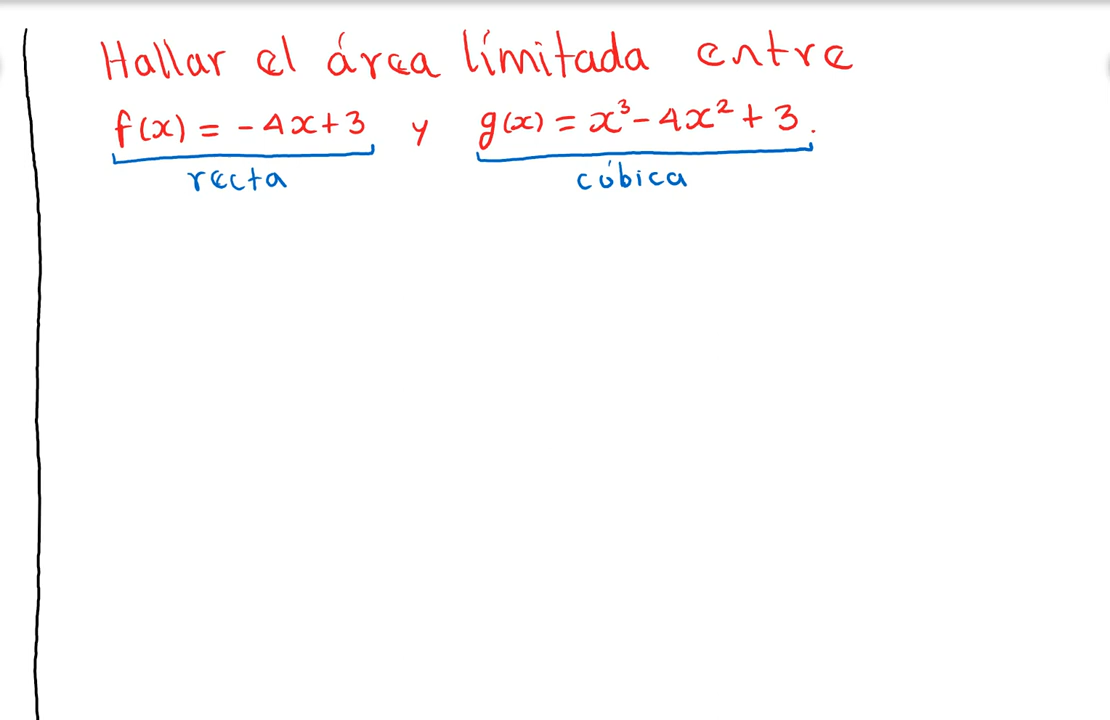 Hallar el área limitada entre
f(x) = -4x+3 y g(x) = x³-4x²+3.
recta cúbica